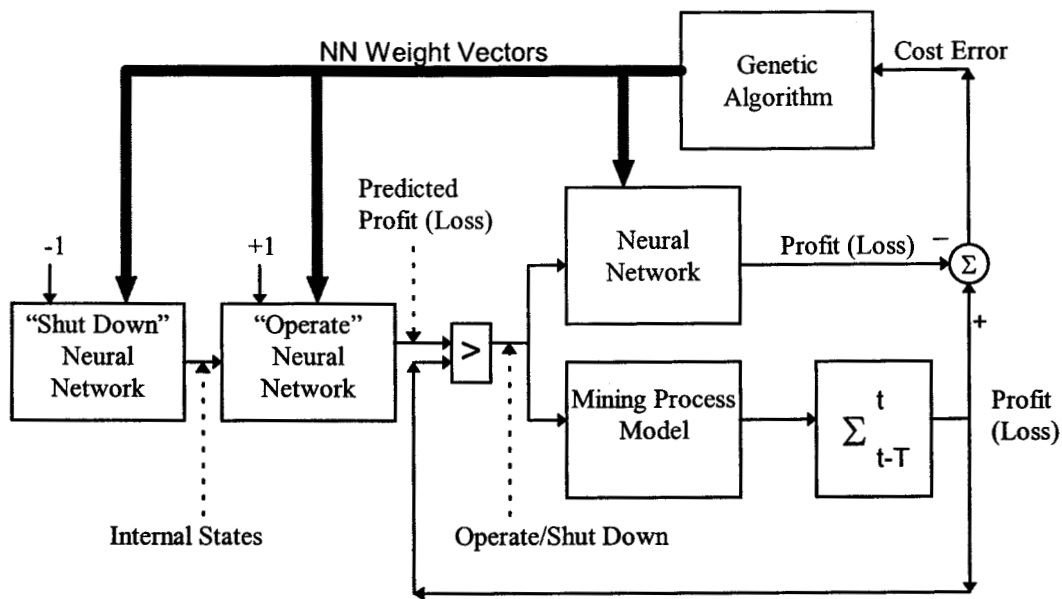 NN Weight Vectors
Genetic
Algorithm
Cost Error
Predicted
Profit (Loss)
-1
+1
Neural
Network
Profit (Loss)
−
Σ
+
“Shut Down”
Neural
Network
“Operate”
Neural
Network
>
Mining Process
Model
t
Σ
t-T
Profit
(Loss)
Internal States
Operate/Shut Down